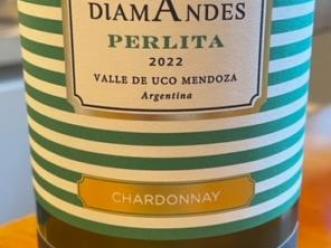 DIAMANDES
PERLITA
2022
VALLE DE UCO MENDOZA
Argentina
CHARDONNAY